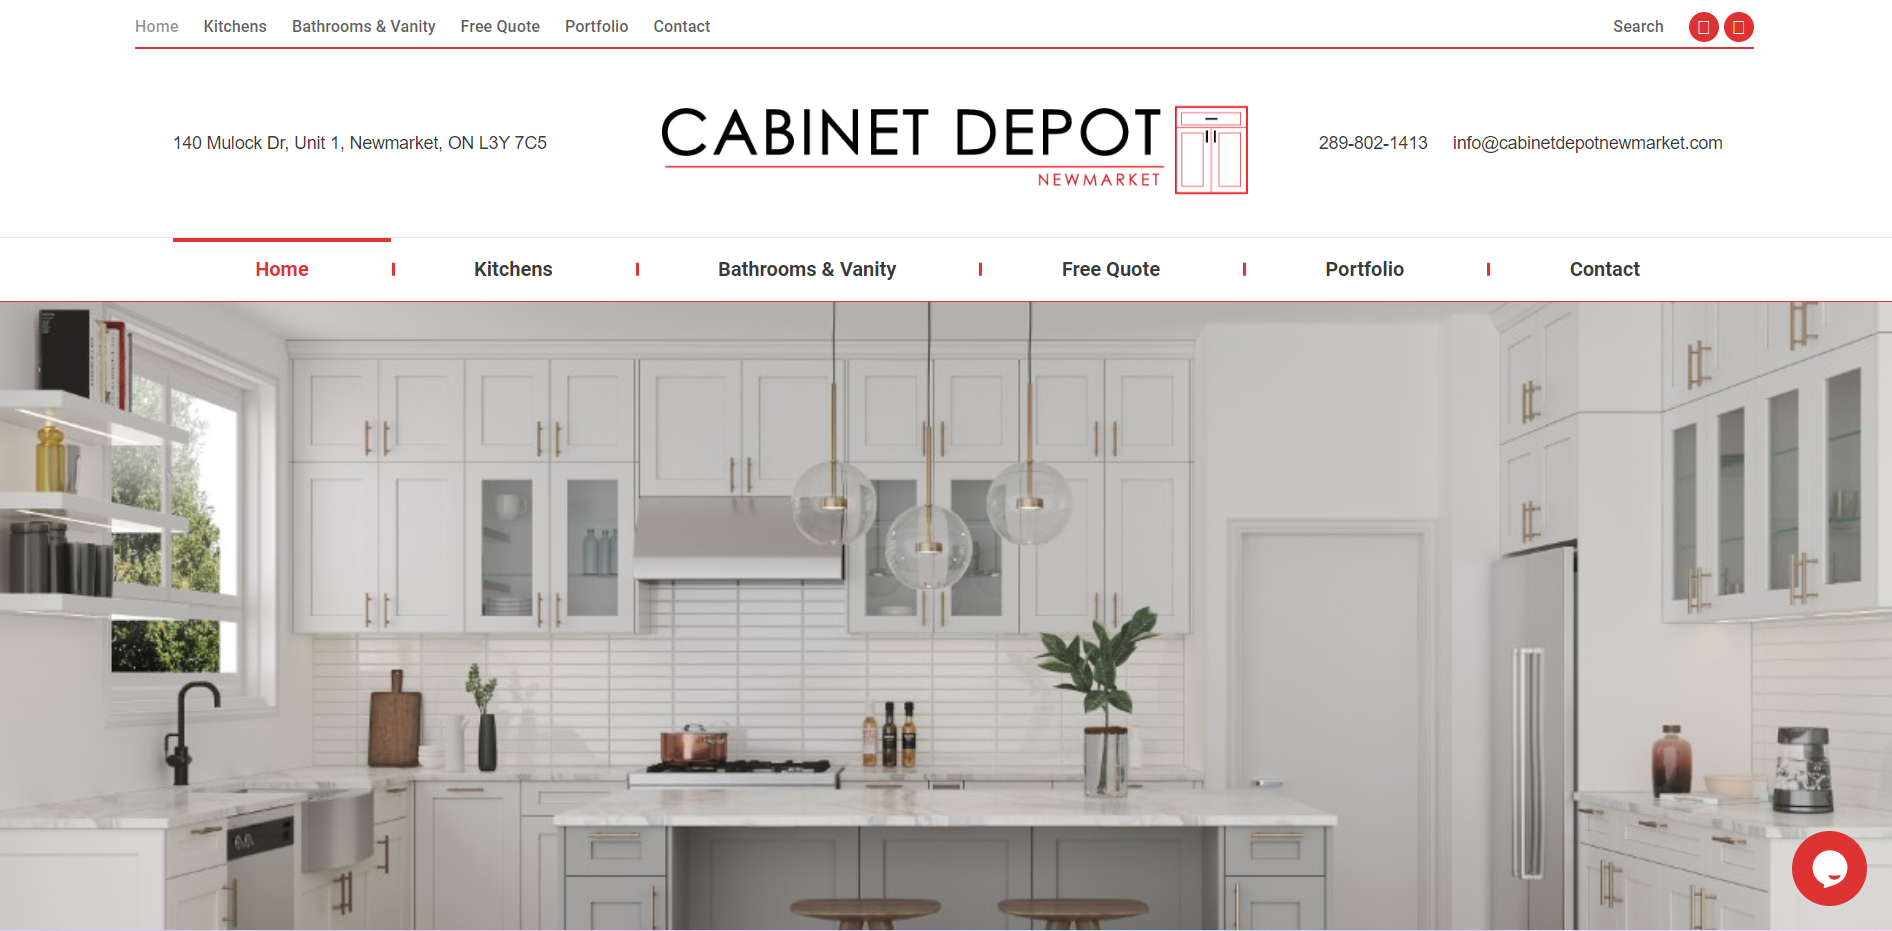 Home Kitchens Bathrooms & Vanity Free Quote Portfolio Contact Search
140 Mulock Dr, Unit 1, Newmarket, ON L3Y 7C5
CABINET DEPOT
NEWMARKET
289-802-1413 info@cabinetdepotnewmarket.com
Home Kitchens Bathrooms & Vanity Free Quote Portfolio Contact